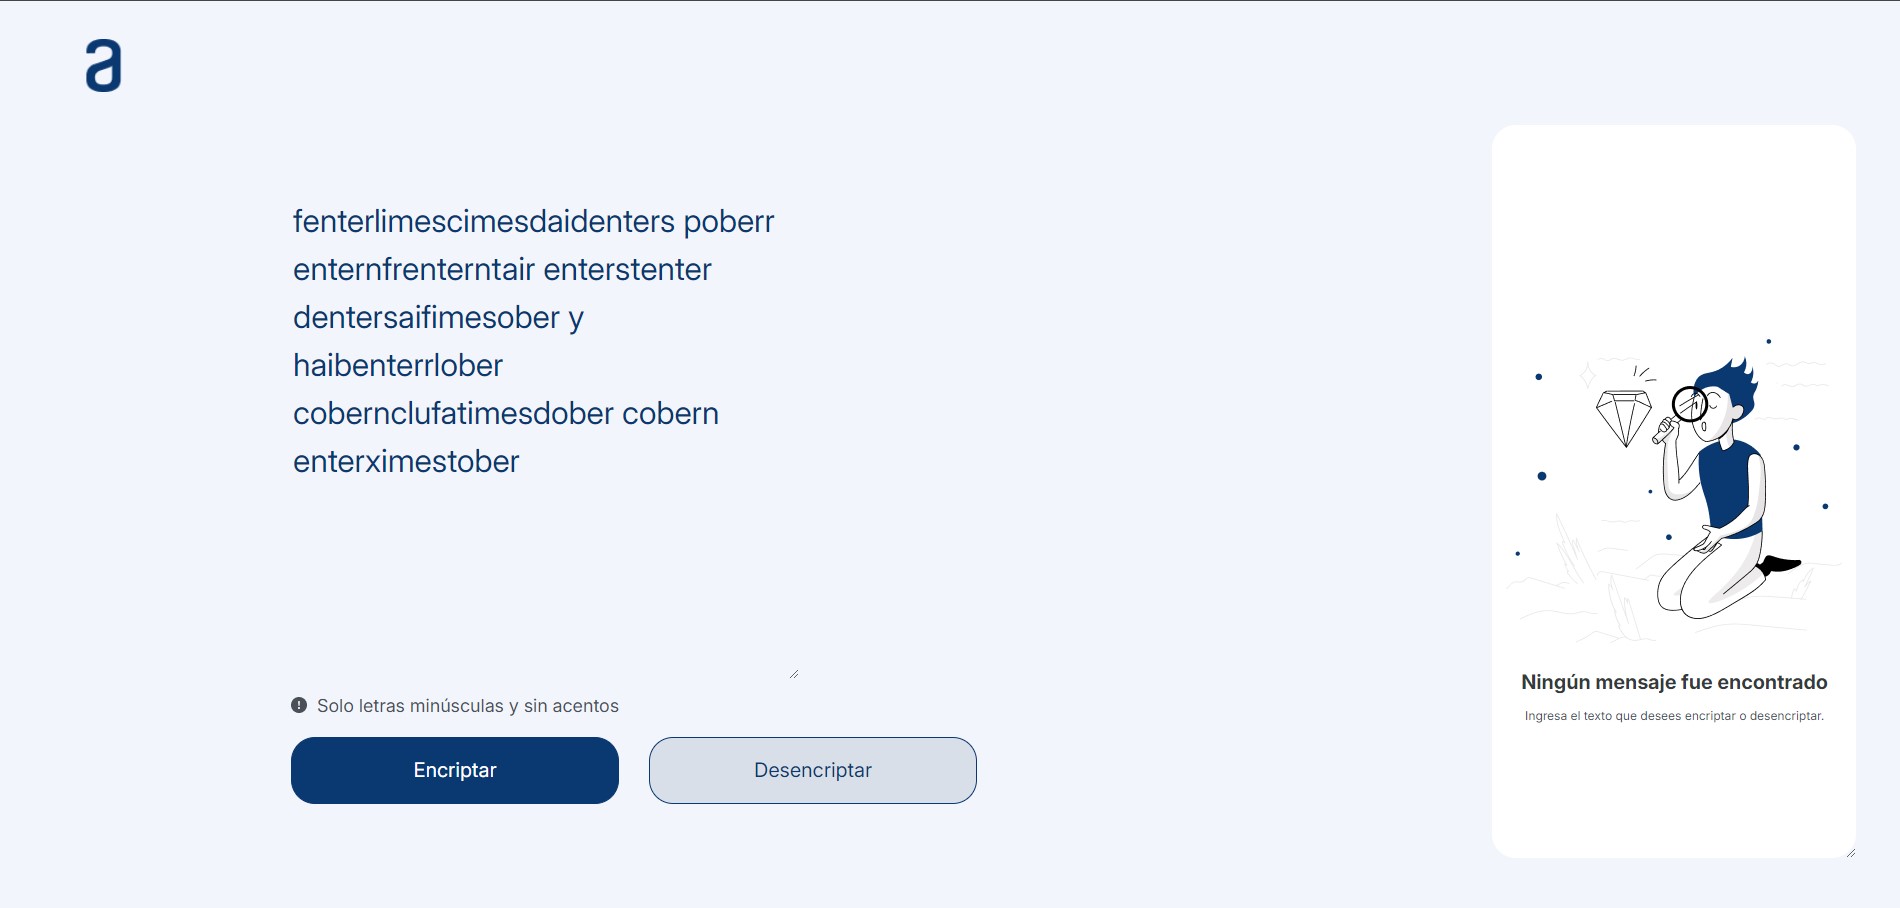 a
fenterlimescimesdaidenters poberr
enternfrenterntair enterstenter
dentersaifimesober y
haibenterrlober
cobernclufatimesdober cobern
enterximestober
Solo letras minúsculas y sin acentos
Encriptar
Desencriptar
Ningún mensaje fue encontrado
Ingresa el texto que desees encriptar o desencriptar.